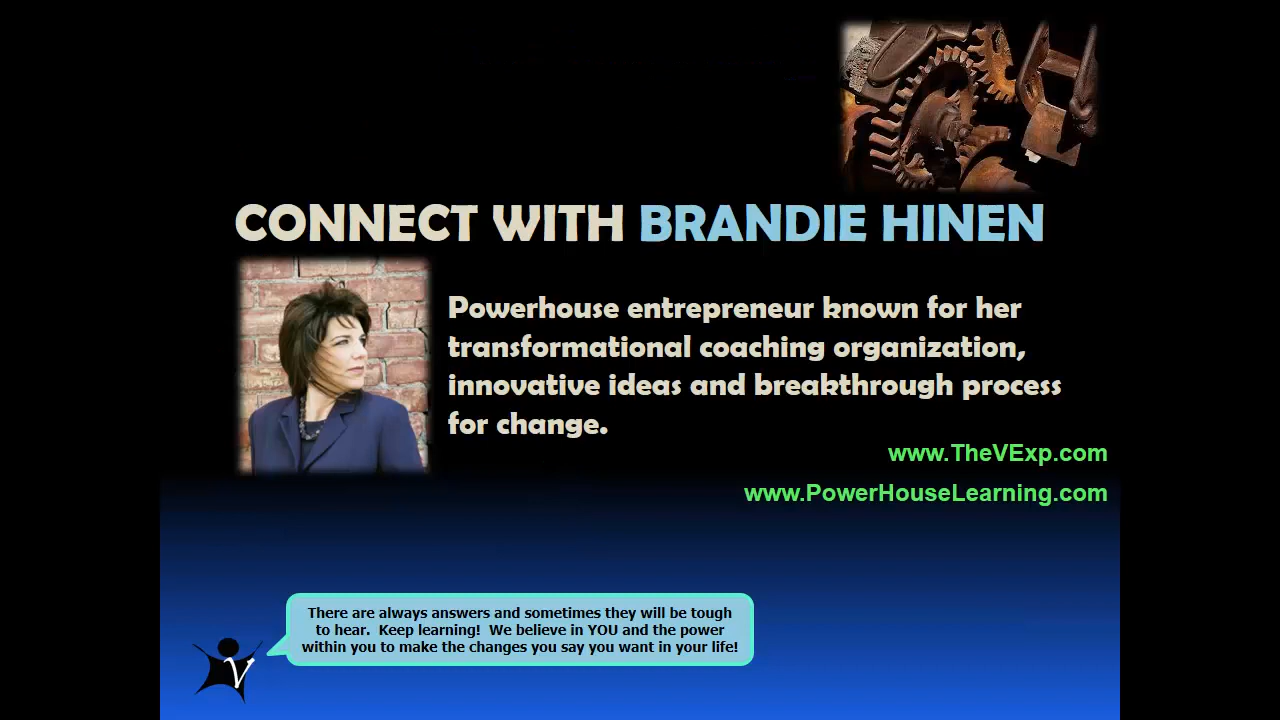 CONNECT WITH BRANDIE HINEN
Powerhouse entrepreneur known for her
transformational coaching organization,
innovative ideas and breakthrough process
for change.
www.TheVExp.com
www.PowerHouseLearning.com
There are always answers and sometimes they will be tough
to hear.  Keep learning!  We believe in YOU and the power
within you to make the changes you say you want in your life!
V